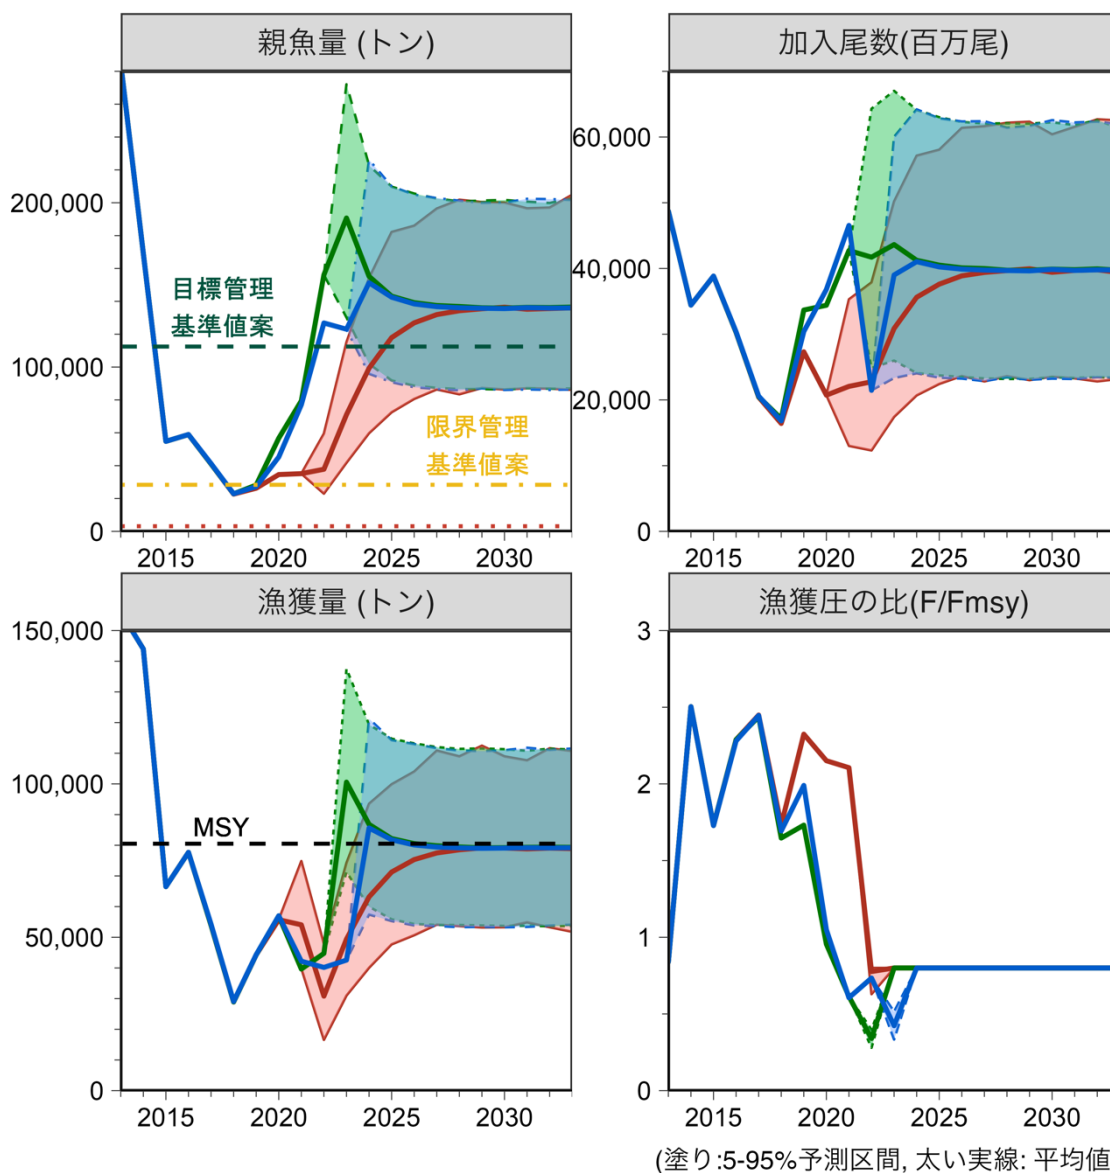 親魚量 (トン)
200,000
100,000
0
目標管理
基準値案
限界管理
基準値案
2015 2020 2025 2030
加入尾数(百万尾)
60,000
40,000
20,000
0
2015 2020 2025 2030
漁獲量 (トン)
150,000
100,000
50,000
0
MSY
2015 2020 2025 2030
漁獲圧の比(F/Fmsy)
3
2
1
0
2015 2020 2025 2030
(塗り:5-95%予測区間, 太い実線: 平均値